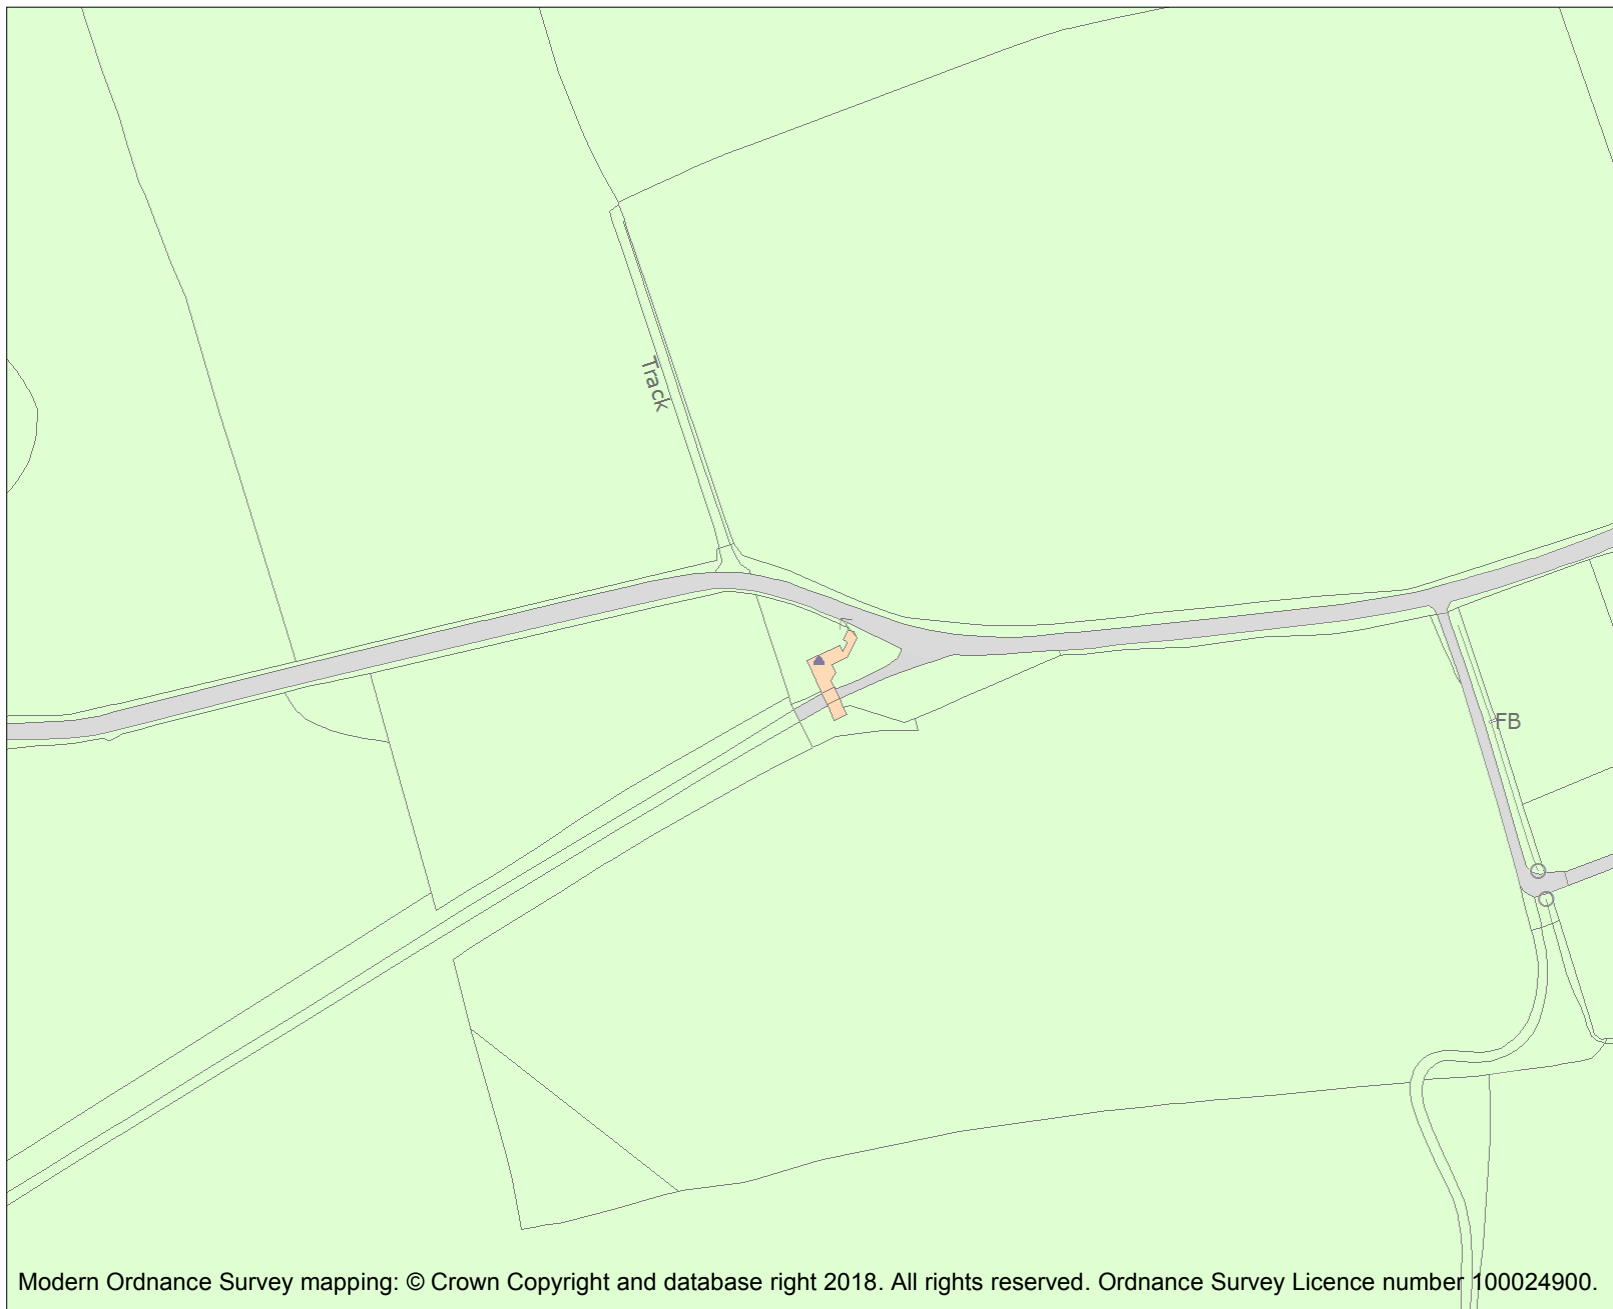 Track
FB
Modern Ordnance Survey mapping: © Crown Copyright and database right 2018. All rights reserved. Ordnance Survey Licence number 100024900.